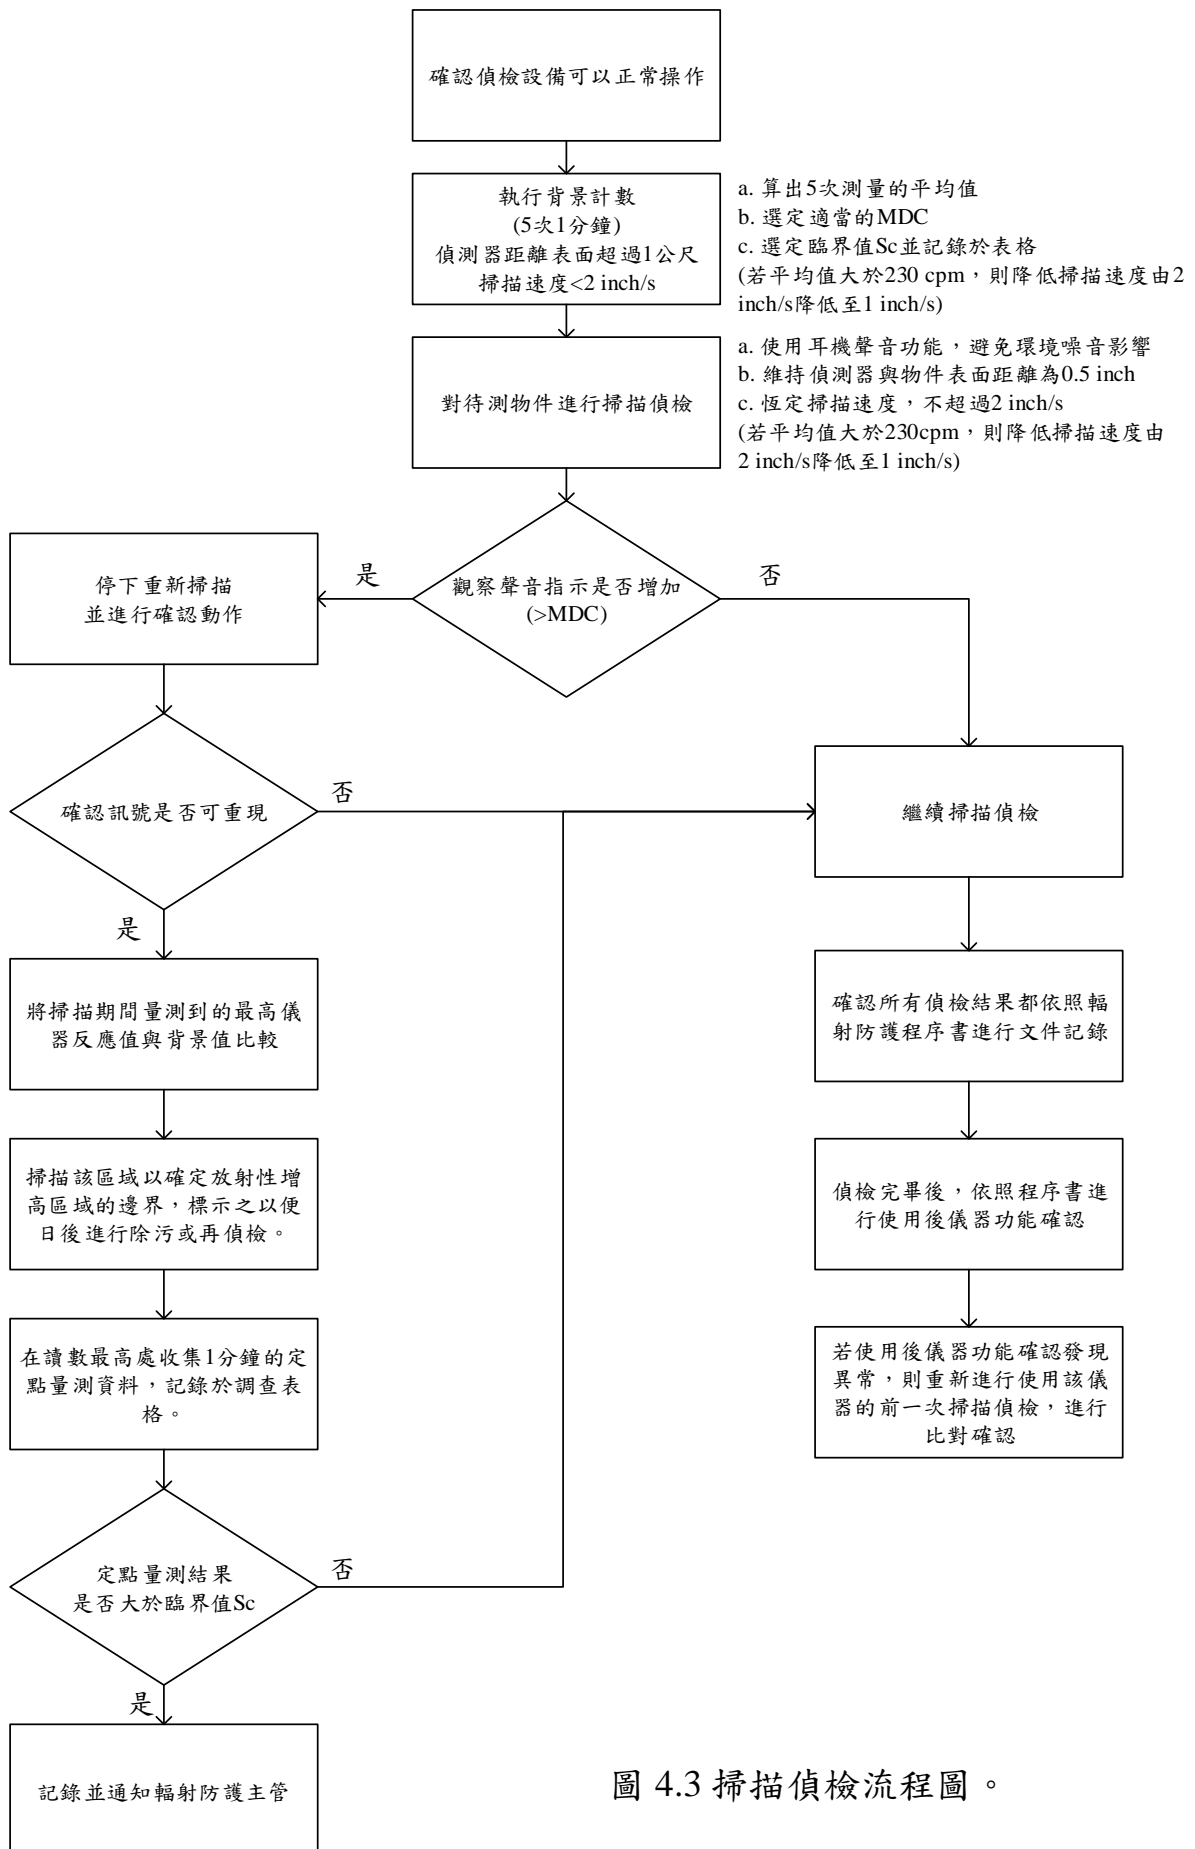 確認偵檢設備可以正常操作
執行背景計數
(5次1分鐘)
偵測器距離表面超過1公尺
掃描速度<2 inch/s
a. 算出5次測量的平均值
b. 選定適當的MDC
c. 選定臨界值Sc並記錄於表格
(若平均值大於230 cpm，則降低掃描速度由2
inch/s降低至1 inch/s)
對待測物件進行掃描偵檢
a. 使用耳機聲音功能，避免環境噪音影響
b. 維持偵測器與物件表面距離為0.5 inch
c. 恆定掃描速度，不超過2 inch/s
(若平均值大於230cpm，則降低掃描速度由
2 inch/s降低至1 inch/s)
觀察聲音指示是否增加
(>MDC)
是
否
停下重新掃描
並進行確認動作
確認訊號是否可重現
否
是
繼續掃描偵檢
將掃描期間量測到的最高儀
器反應值與背景值比較
確認所有偵檢結果都依照輻
射防護程序書進行文件記錄
掃描該區域以確定放射性增
高區域的邊界，標示之以便
日後進行除污或再偵檢。
偵檢完畢後，依照程序書進
行使用後儀器功能確認
在讀數最高處收集1分鐘的定
點量測資料，記錄於調查表
格。
若使用後儀器功能確認發現
異常，則重新進行使用該儀
器的前一次掃描偵檢，進行
比對確認
定點量測結果
是否大於臨界值Sc
否
是
記錄並通知輻射防護主管
圖 4.3 掃描偵檢流程圖。